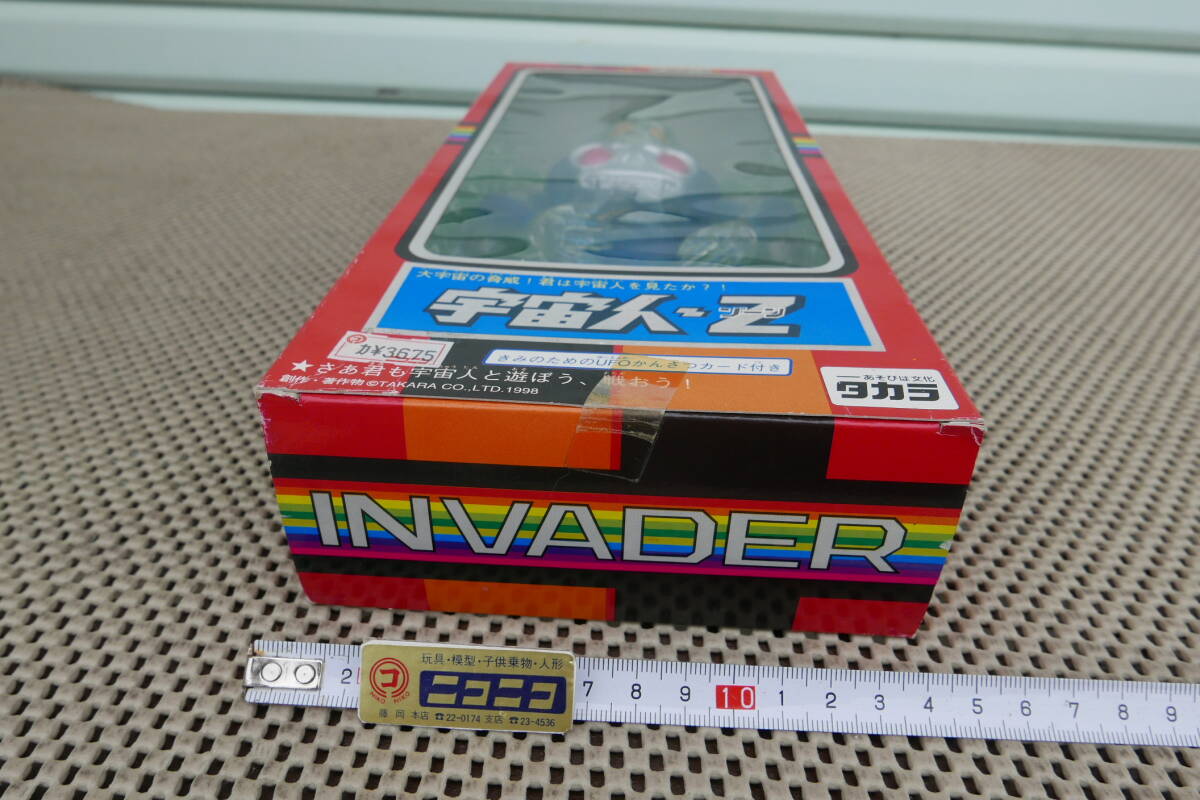 大宇宙の脅威！君は宇宙人を見たか？！
宇宙人・Z
ゾーン
カ¥3675
きみのためのUFOかんさつカード付き
★さあ君も宇宙人と遊ぼう、戦おう！
創作・著作物 ©TAKARA CO.,LTD.1998
あそびは文化
タカラ
INVADER
玩具・模型・子供乗物・人形
コ
NIKO NIKO
ニコニコ
藤岡 本店 ☎22-0174 支店 ☎23-4536
2 7 8 9 10 1 2 3 4 5 6 7 8 9